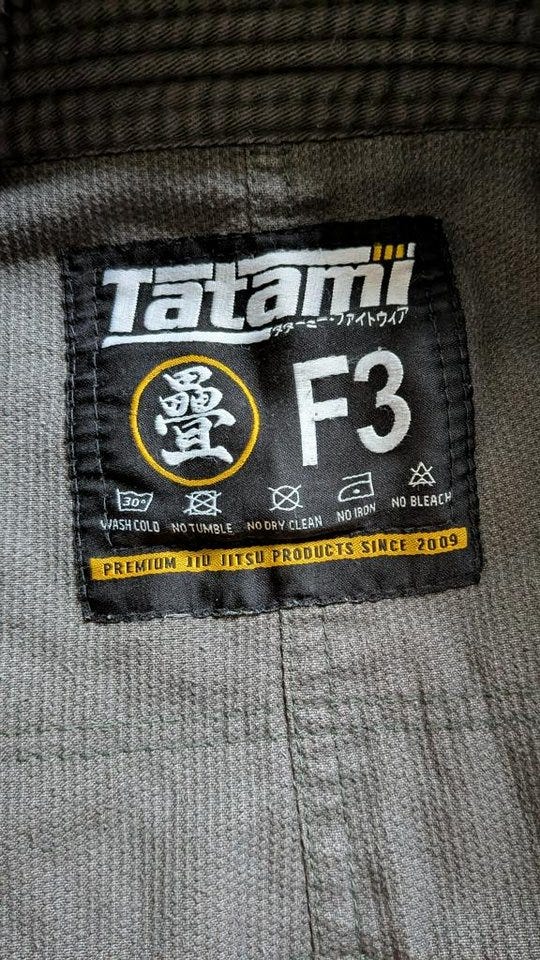 Tatami
タターミー・ファイトウィア
疊
F3
30°
WASH COLD NO TUMBLE NO DRY CLEAN NO IRON NO BLEACH
PREMIUM JIU JITSU PRODUCTS SINCE 2009